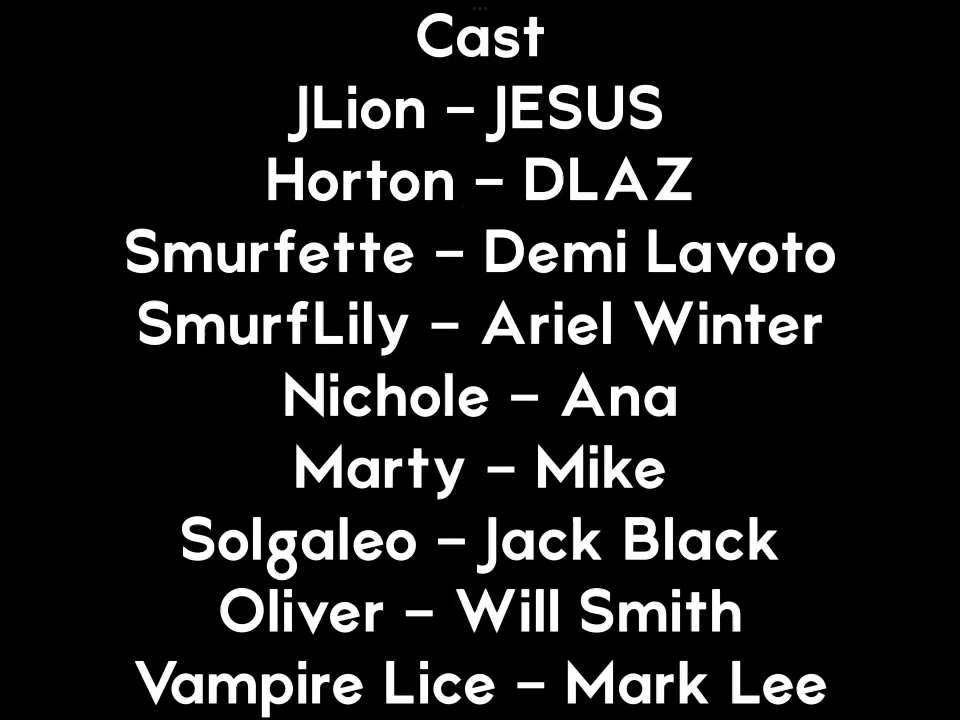 Cast
JLion – JESUS
Horton – DLAZ
Smurfette – Demi Lavoto
SmurfLily – Ariel Winter
Nichole – Ana
Marty – Mike
Solgaleo – Jack Black
Oliver – Will Smith
Vampire Lice – Mark Lee